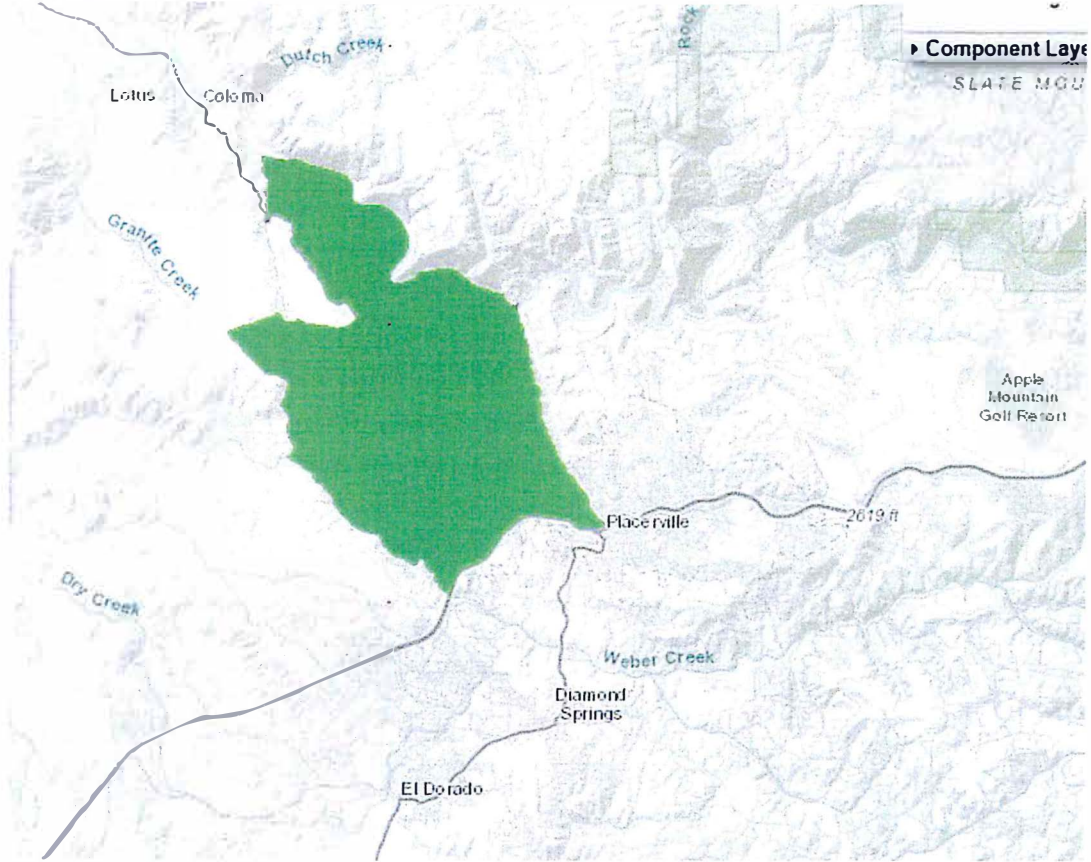 Dutch Creek
Rock
▸ Component Laye
SLATE MOU
Lotus
Coloma
Granite Creek
Apple
Mountain
Golf Resort
Placerville
2619 ft
Dry Creek
Weber Creek
Diamond
Springs
El Dorado